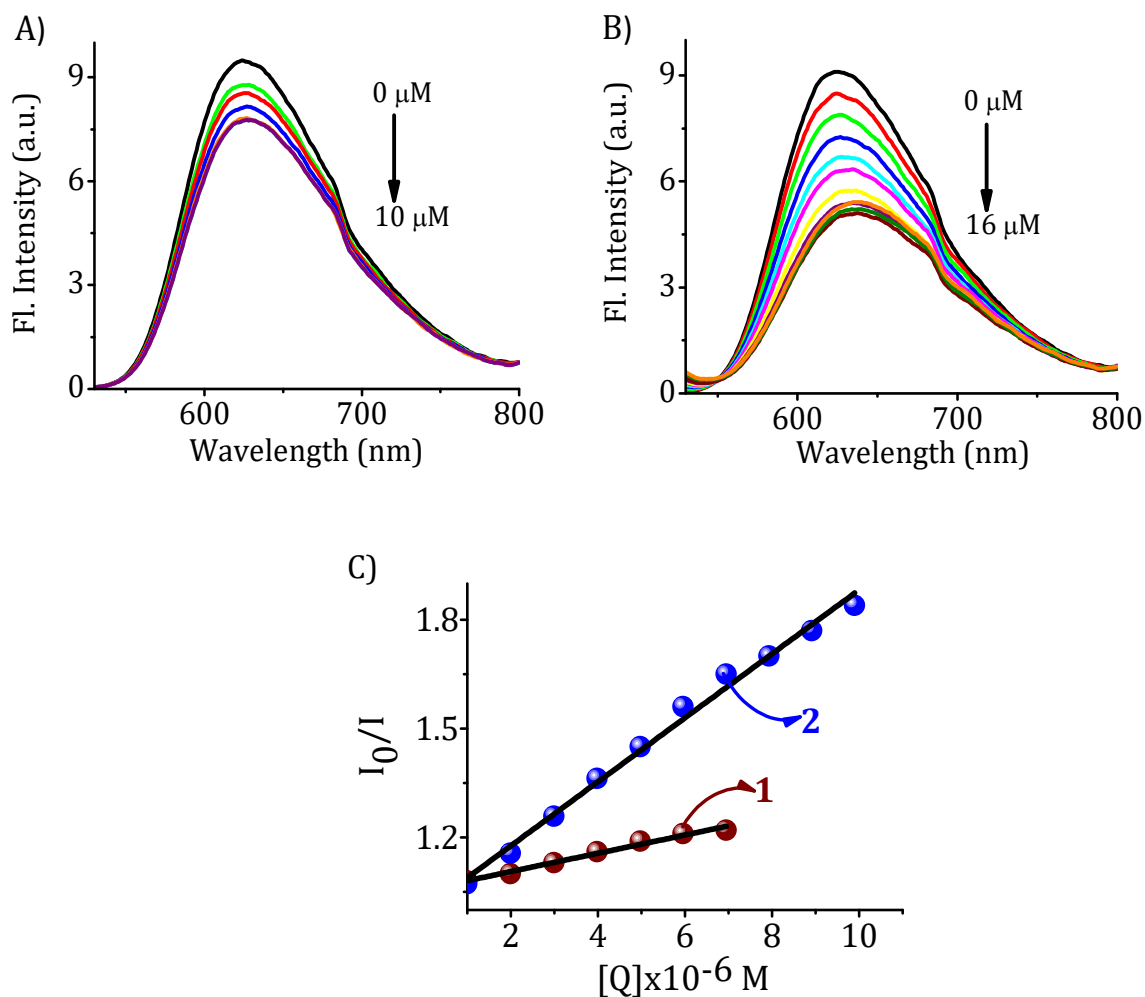 A)
Fl. Intensity (a.u.)
9
6
3
0
0 μM
10 μM
600 700 800
Wavelength (nm)
B)
Fl. Intensity (a.u.)
9
6
3
0
0 μM
16 μM
600 700 800
Wavelength (nm)
C)
I0/I
1.8
1.5
1.2
2
1
2 4 6 8 10
[Q]x10-6 M